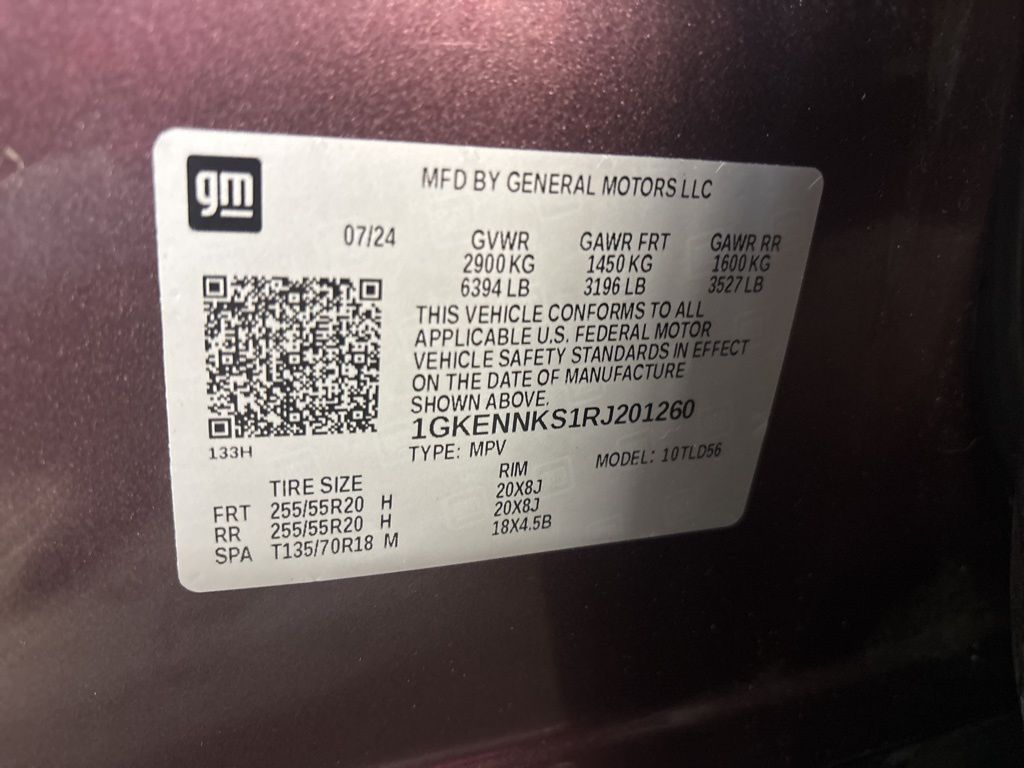 gm
MFD BY GENERAL MOTORS LLC
07/24 GVWR GAWR FRT GAWR RR
2900 KG 1450 KG 1600 KG
6394 LB 3196 LB 3527 LB
THIS VEHICLE CONFORMS TO ALL
APPLICABLE U.S. FEDERAL MOTOR
VEHICLE SAFETY STANDARDS IN EFFECT
ON THE DATE OF MANUFACTURE
SHOWN ABOVE.
1GKENNKS1RJ201260
133H
TYPE: MPV MODEL: 10TLD56
TIRE SIZE RIM
FRT 255/55R20 H 20X8J
RR 255/55R20 H 20X8J
SPA T135/70R18 M 18X4.5B